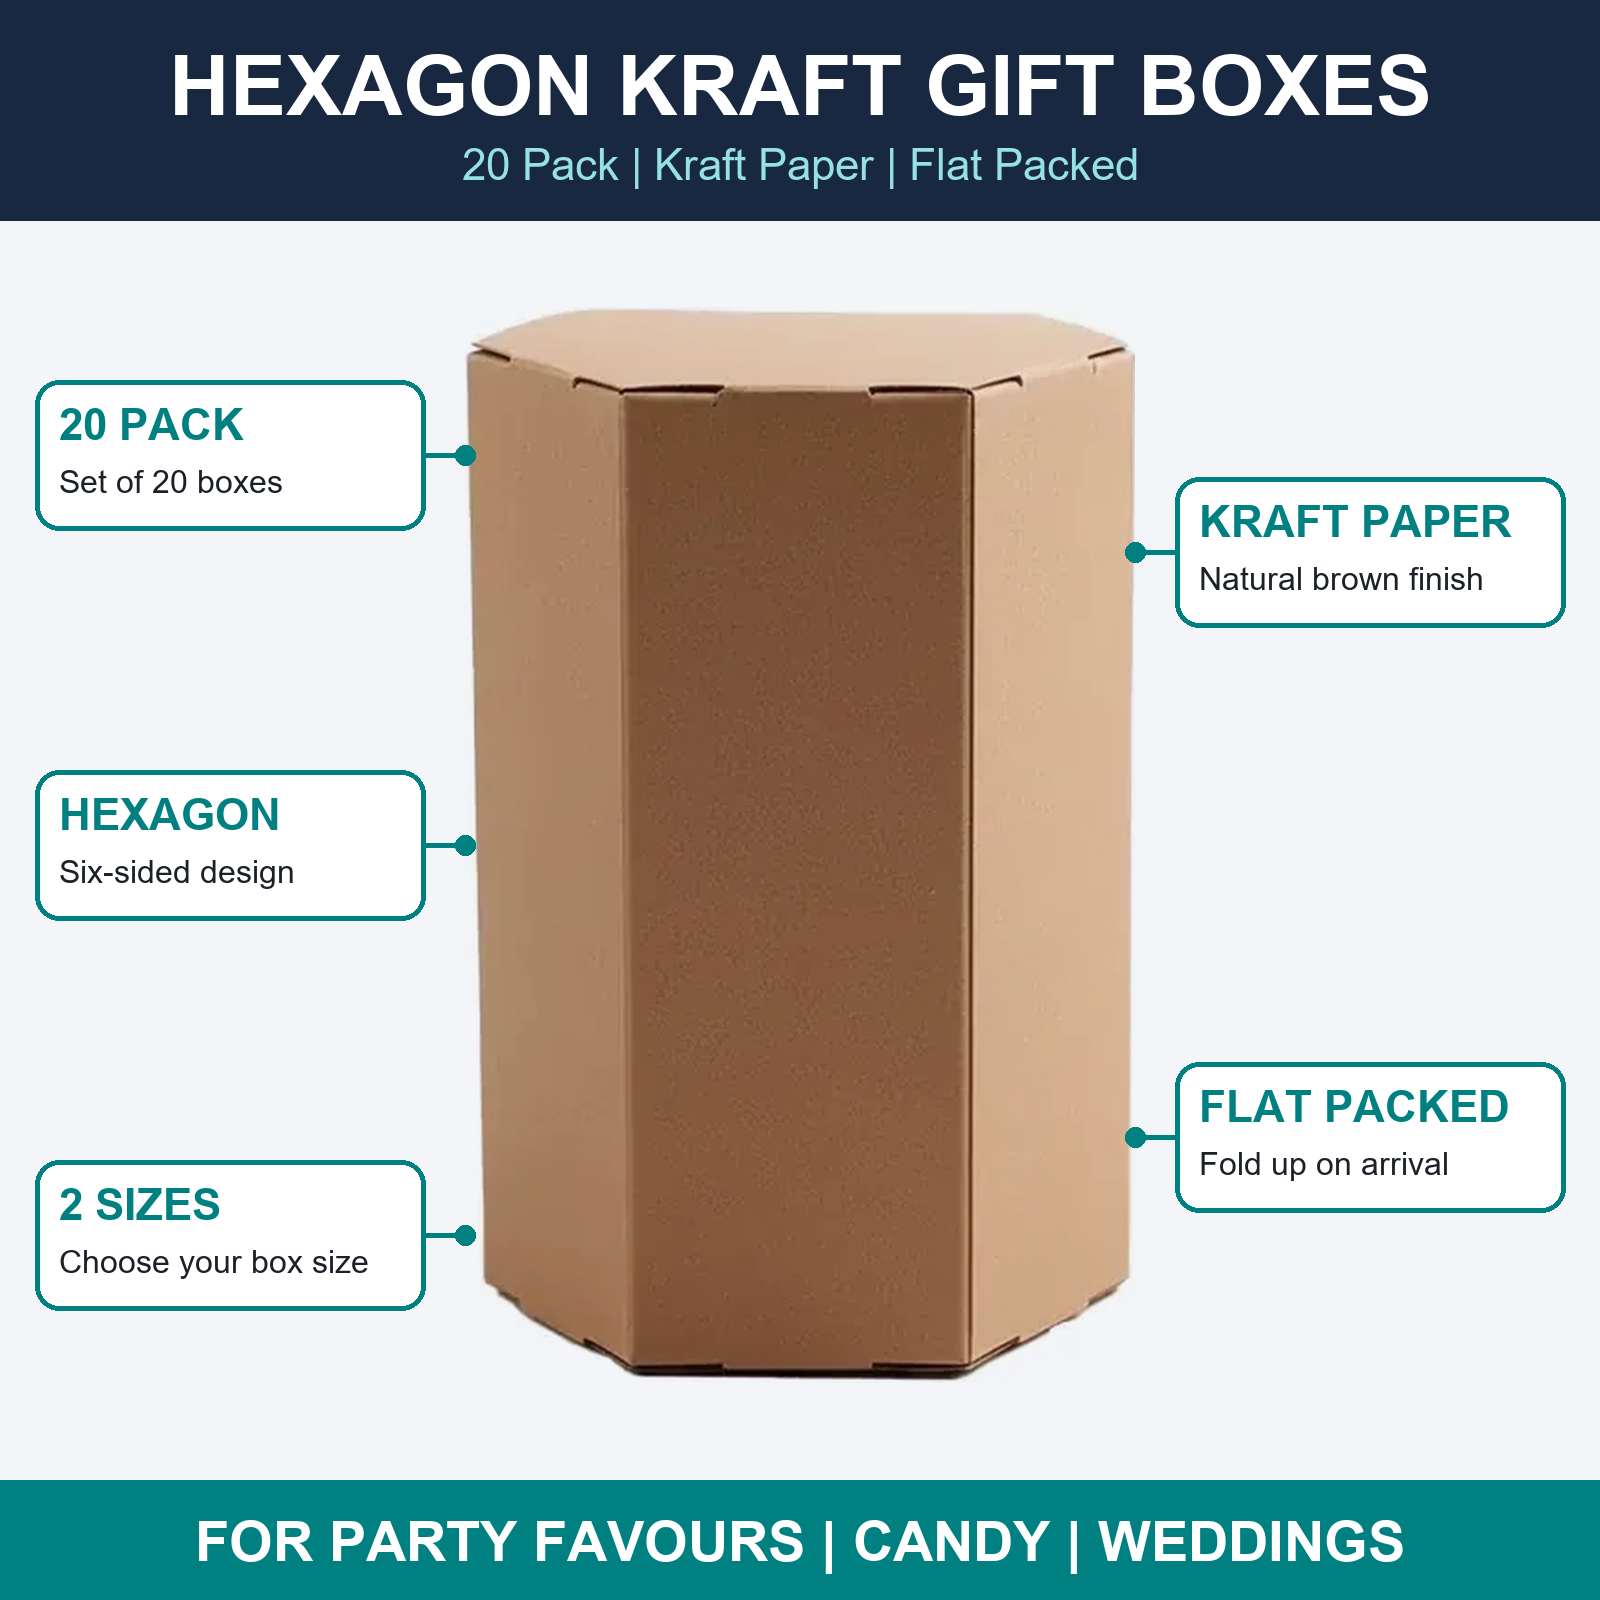 HEXAGON KRAFT GIFT BOXES
20 Pack | Kraft Paper | Flat Packed
20 PACK
Set of 20 boxes
KRAFT PAPER
Natural brown finish
HEXAGON
Six-sided design
FLAT PACKED
Fold up on arrival
2 SIZES
Choose your box size
FOR PARTY FAVOURS | CANDY | WEDDINGS